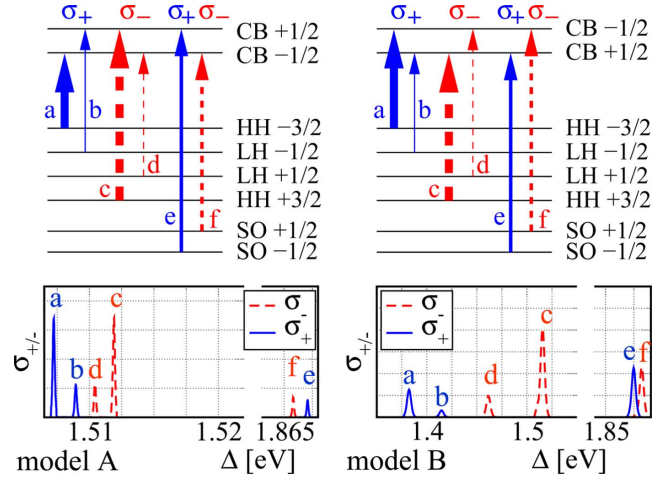 σ+ σ− σ+ σ−
CB +1/2
CB −1/2
a
b
HH −3/2
LH −1/2
d
LH +1/2
c
HH +3/2
e
f
SO +1/2
SO −1/2
σ+ σ− σ+ σ−
CB −1/2
CB +1/2
a
b
HH −3/2
LH −1/2
d
LH +1/2
c
HH +3/2
e
f
SO +1/2
SO −1/2
σ+/-
a
b
d
c
f
e
σ-
σ+
1.51 1.52 1.865
model A Δ [eV]
σ+/-
a
b
d
c
e
f
σ-
σ+
1.4 1.5 1.85
model B Δ [eV]